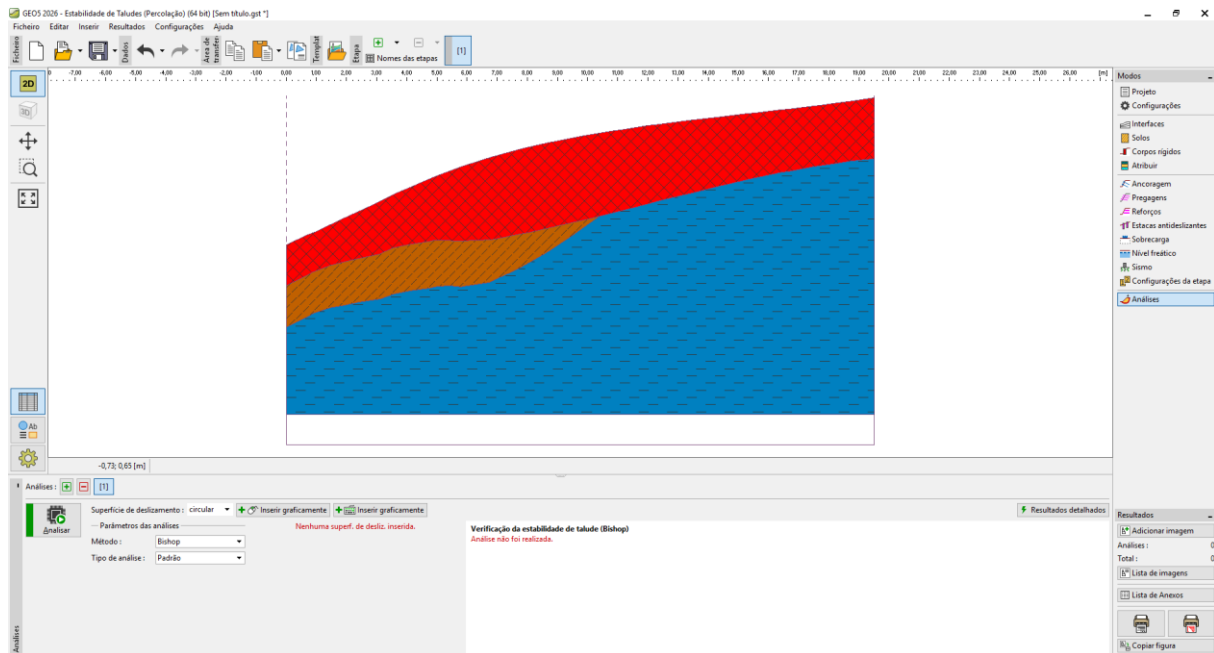 GEO5 2026 - Estabilidade de Taludes (Percolação) (64 bit) [Sem título.gst *]
Ficheiro Editar Inserir Resultados Configurações Ajuda
Ficheiro
Dados
Área de transferên
Templat
Etapa
Nomes das etapas
[1]
2D
3D
-7,00 -6,00 -5,00 -4,00 -3,00 -2,00 -1,00 0,00 1,00 2,00 3,00 4,00 5,00 6,00 7,00 8,00 9,00 10,00 11,00 12,00 13,00 14,00 15,00 16,00 17,00 18,00 19,00 20,00 21,00 22,00 23,00 24,00 25,00 26,00 [m]
Modos
Projeto
Configurações
Interfaces
Solos
Corpos rígidos
Atribuir
Ancoragem
Pregagens
Reforços
Estacas antideslizantes
Sobrecarga
Nível freático
Sismo
Configurações da etapa
Análises
Ab
-0,73; 0,65 [m]
Análises : [1]
Analisar
Superfície de deslizamento : circular Inserir graficamente Inserir graficamente
Resultados detalhados
Parâmetros das análises
Nenhuma superf. de desliz. inserida.
Método : Bishop
Tipo de análise : Padrão
Verificação da estabilidade de talude (Bishop)
Análise não foi realizada.
Análises
Resultados
Adicionar imagem
Análises : 0
Total : 0
Lista de imagens
Lista de Anexos
Copiar figura